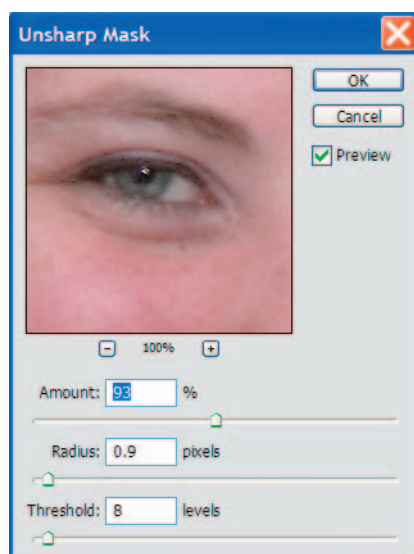 Unsharp Mask
OK
Cancel
Preview
100%
Amount: 93 %
Radius: 0.9 pixels
Threshold: 8 levels